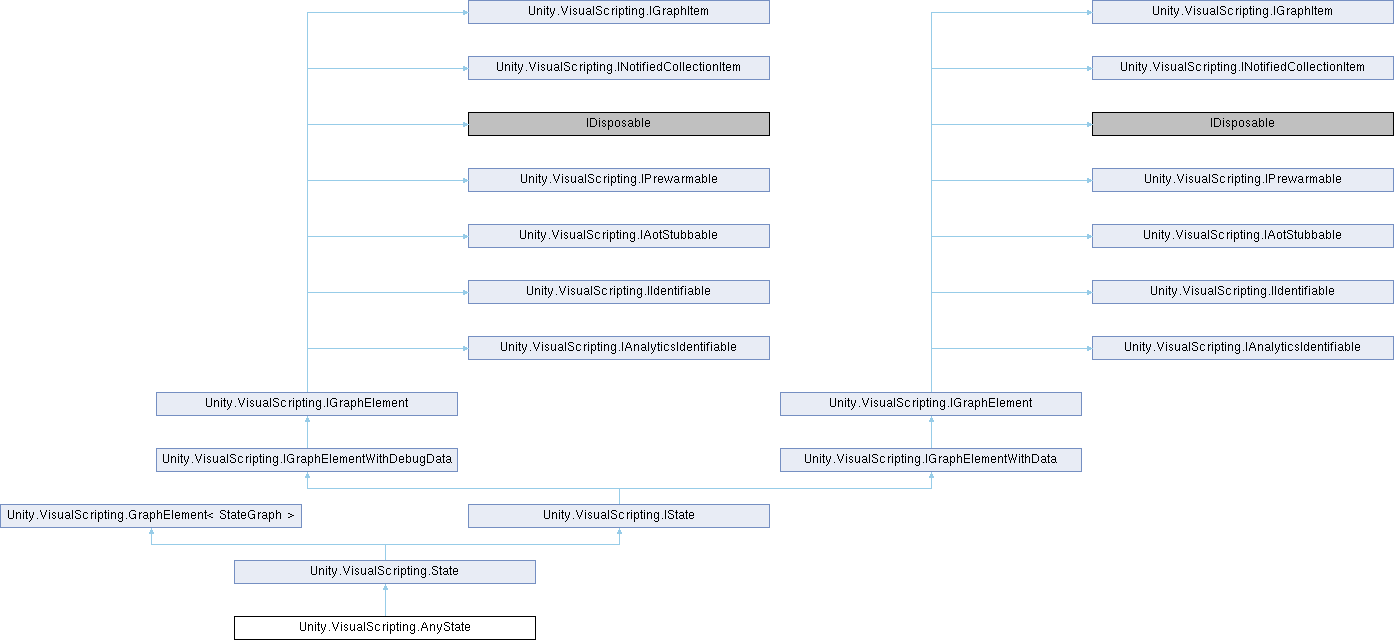 Unity.VisualScripting.IGraphItem
Unity.VisualScripting.IGraphItem
Unity.VisualScripting.INotifiedCollectionItem
Unity.VisualScripting.INotifiedCollectionItem
IDisposable
IDisposable
Unity.VisualScripting.IPrewarmable
Unity.VisualScripting.IPrewarmable
Unity.VisualScripting.IAotStubbable
Unity.VisualScripting.IAotStubbable
Unity.VisualScripting.IIdentifiable
Unity.VisualScripting.IIdentifiable
Unity.VisualScripting.IAnalyticsIdentifiable
Unity.VisualScripting.IAnalyticsIdentifiable
Unity.VisualScripting.IGraphElement
Unity.VisualScripting.IGraphElement
Unity.VisualScripting.IGraphElementWithDebugData
Unity.VisualScripting.IGraphElementWithData
Unity.VisualScripting.GraphElement< StateGraph >
Unity.VisualScripting.IState
Unity.VisualScripting.State
Unity.VisualScripting.AnyState